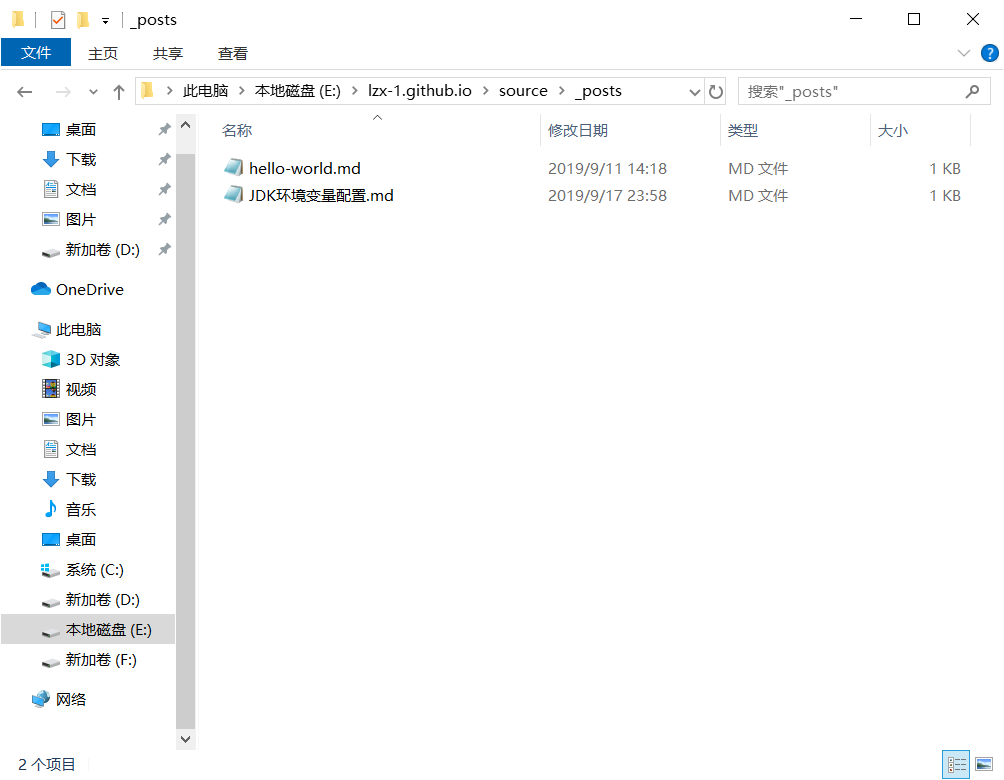 _posts
文件 主页 共享 查看
此电脑 本地磁盘 (E:) lzx-1.github.io source _posts 搜索"_posts"
桌面
下载
文档
图片
新加卷 (D:)
OneDrive
此电脑
3D 对象
视频
图片
文档
下载
音乐
桌面
系统 (C:)
新加卷 (D:)
本地磁盘 (E:)
新加卷 (F:)
网络
名称 修改日期 类型 大小
hello-world.md 2019/9/11 14:18 MD 文件 1 KB
JDK环境变量配置.md 2019/9/17 23:58 MD 文件 1 KB
2 个项目